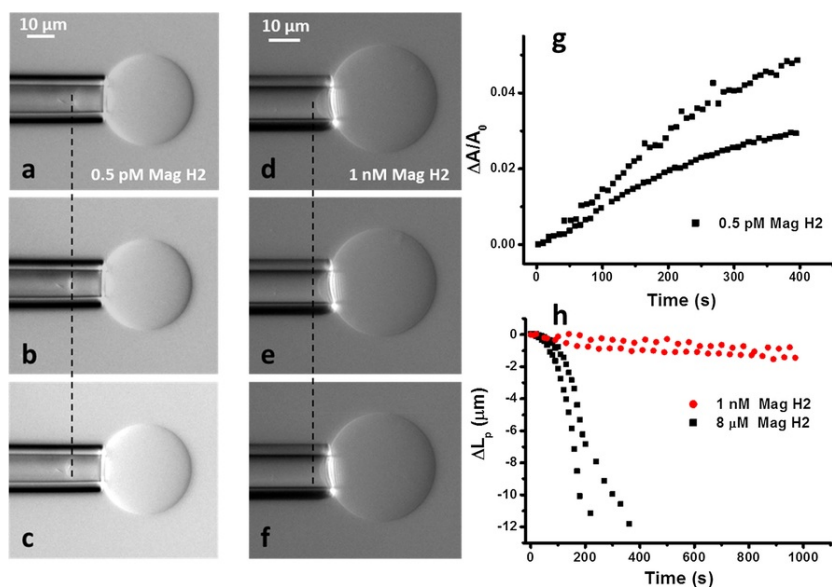 10 µm
a
0.5 pM Mag H2
b
c
10 µm
d
1 nM Mag H2
e
f
g
ΔA/A0
0.04
0.02
0.00
0.5 pM Mag H2
0 100 200 300 400
Time (s)
h
ΔLp (µm)
0
-2
-4
-6
-8
-10
-12
1 nM Mag H2
8 µM Mag H2
0 200 400 600 800 1000
Time (s)